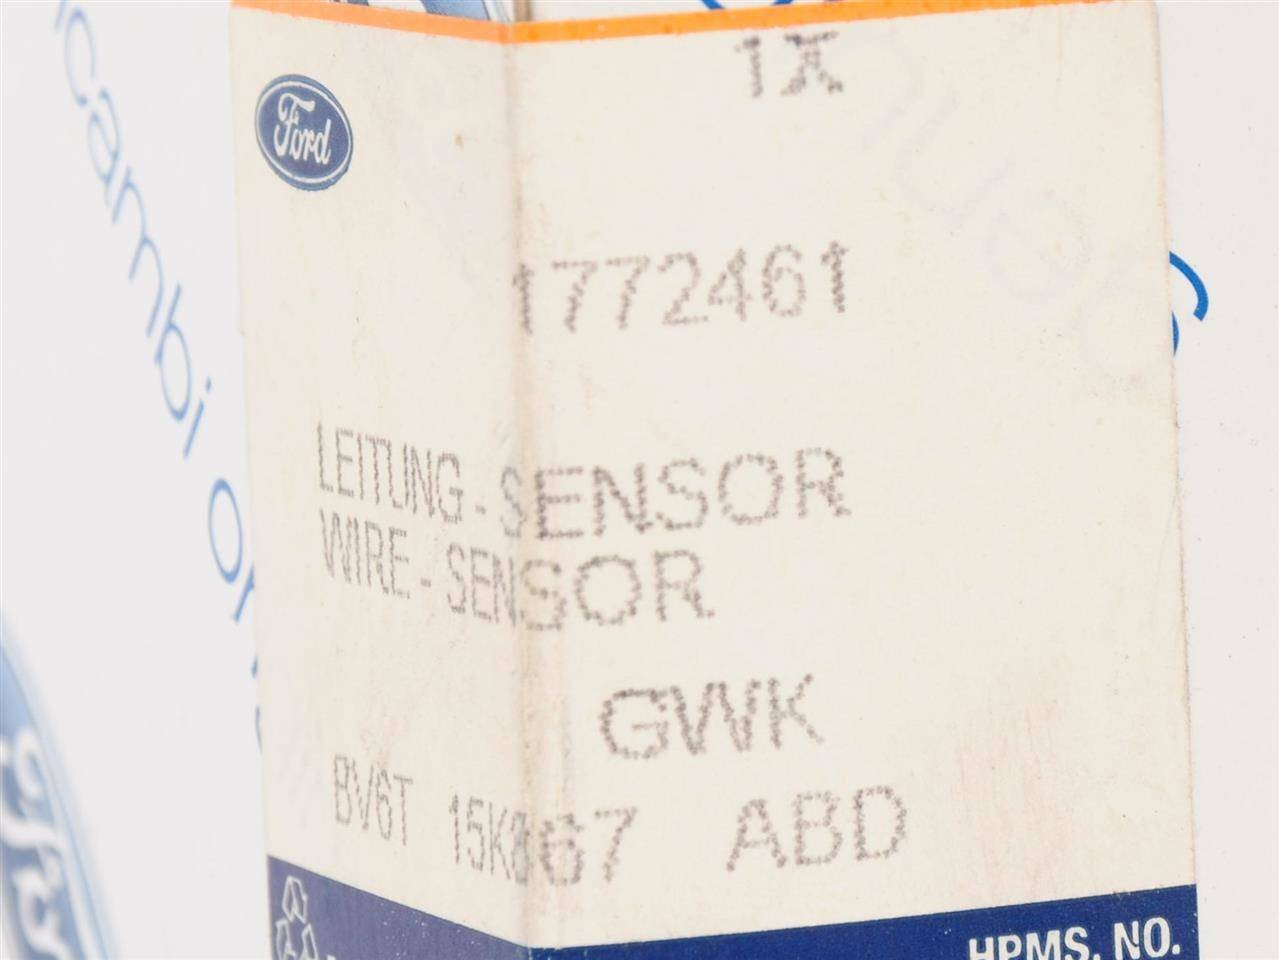 Ford
1X
1772461
LEITUNG - SENSOR
WIRE - SENSOR
GWK
BV6T 15K867 ABD
HPMS. NO.